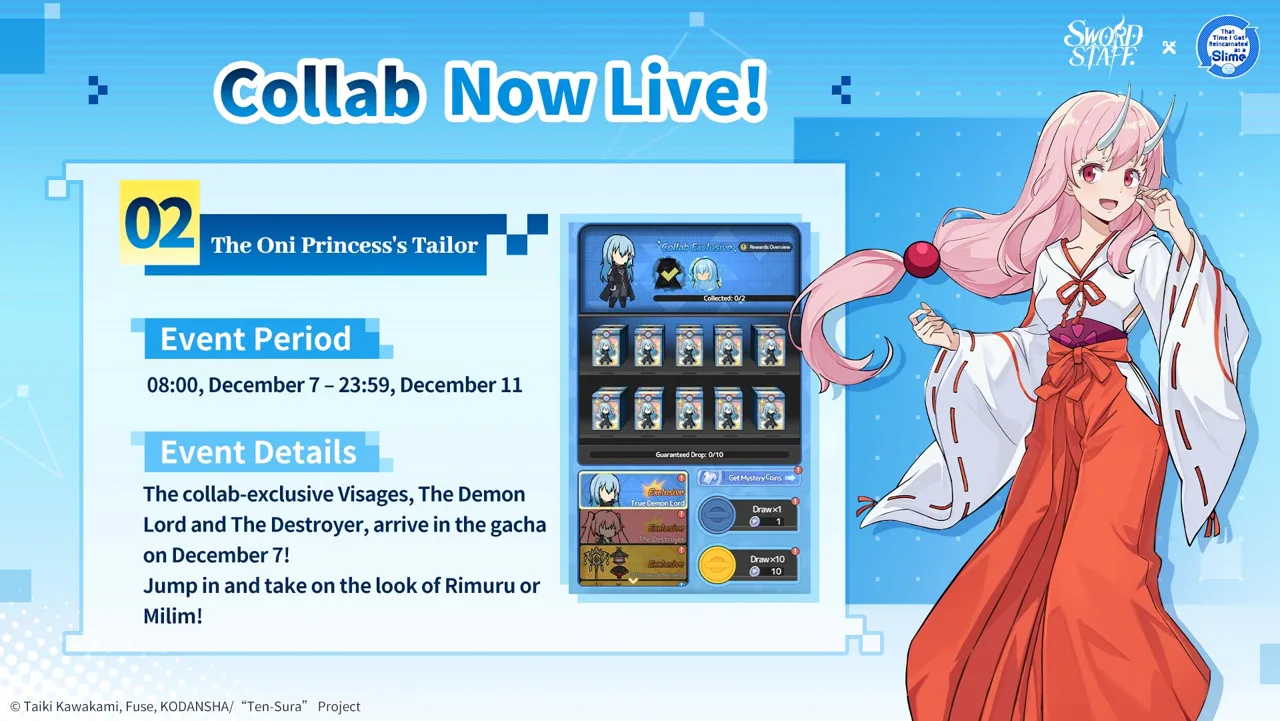 SWORD
STAFF
That
Time I Got
Reincarnated
as a
Slime
Collab Now Live!
02
The Oni Princess's Tailor
Event Period
08:00, December 7 – 23:59, December 11
Event Details
The collab-exclusive Visages, The Demon
Lord and The Destroyer, arrive in the gacha
on December 7!
Jump in and take on the look of Rimuru or
Milim!
Collab Exclusive
Rewards Overview
Collected: 0/2
Guaranteed Drop: 0/10
Exclusive
True Demon Lord
Exclusive
The Destroyer
Exclusive
Get Mystery Coins
Draw×1
1
Draw×10
10
© Taiki Kawakami, Fuse, KODANSHA/ “Ten-Sura” Project